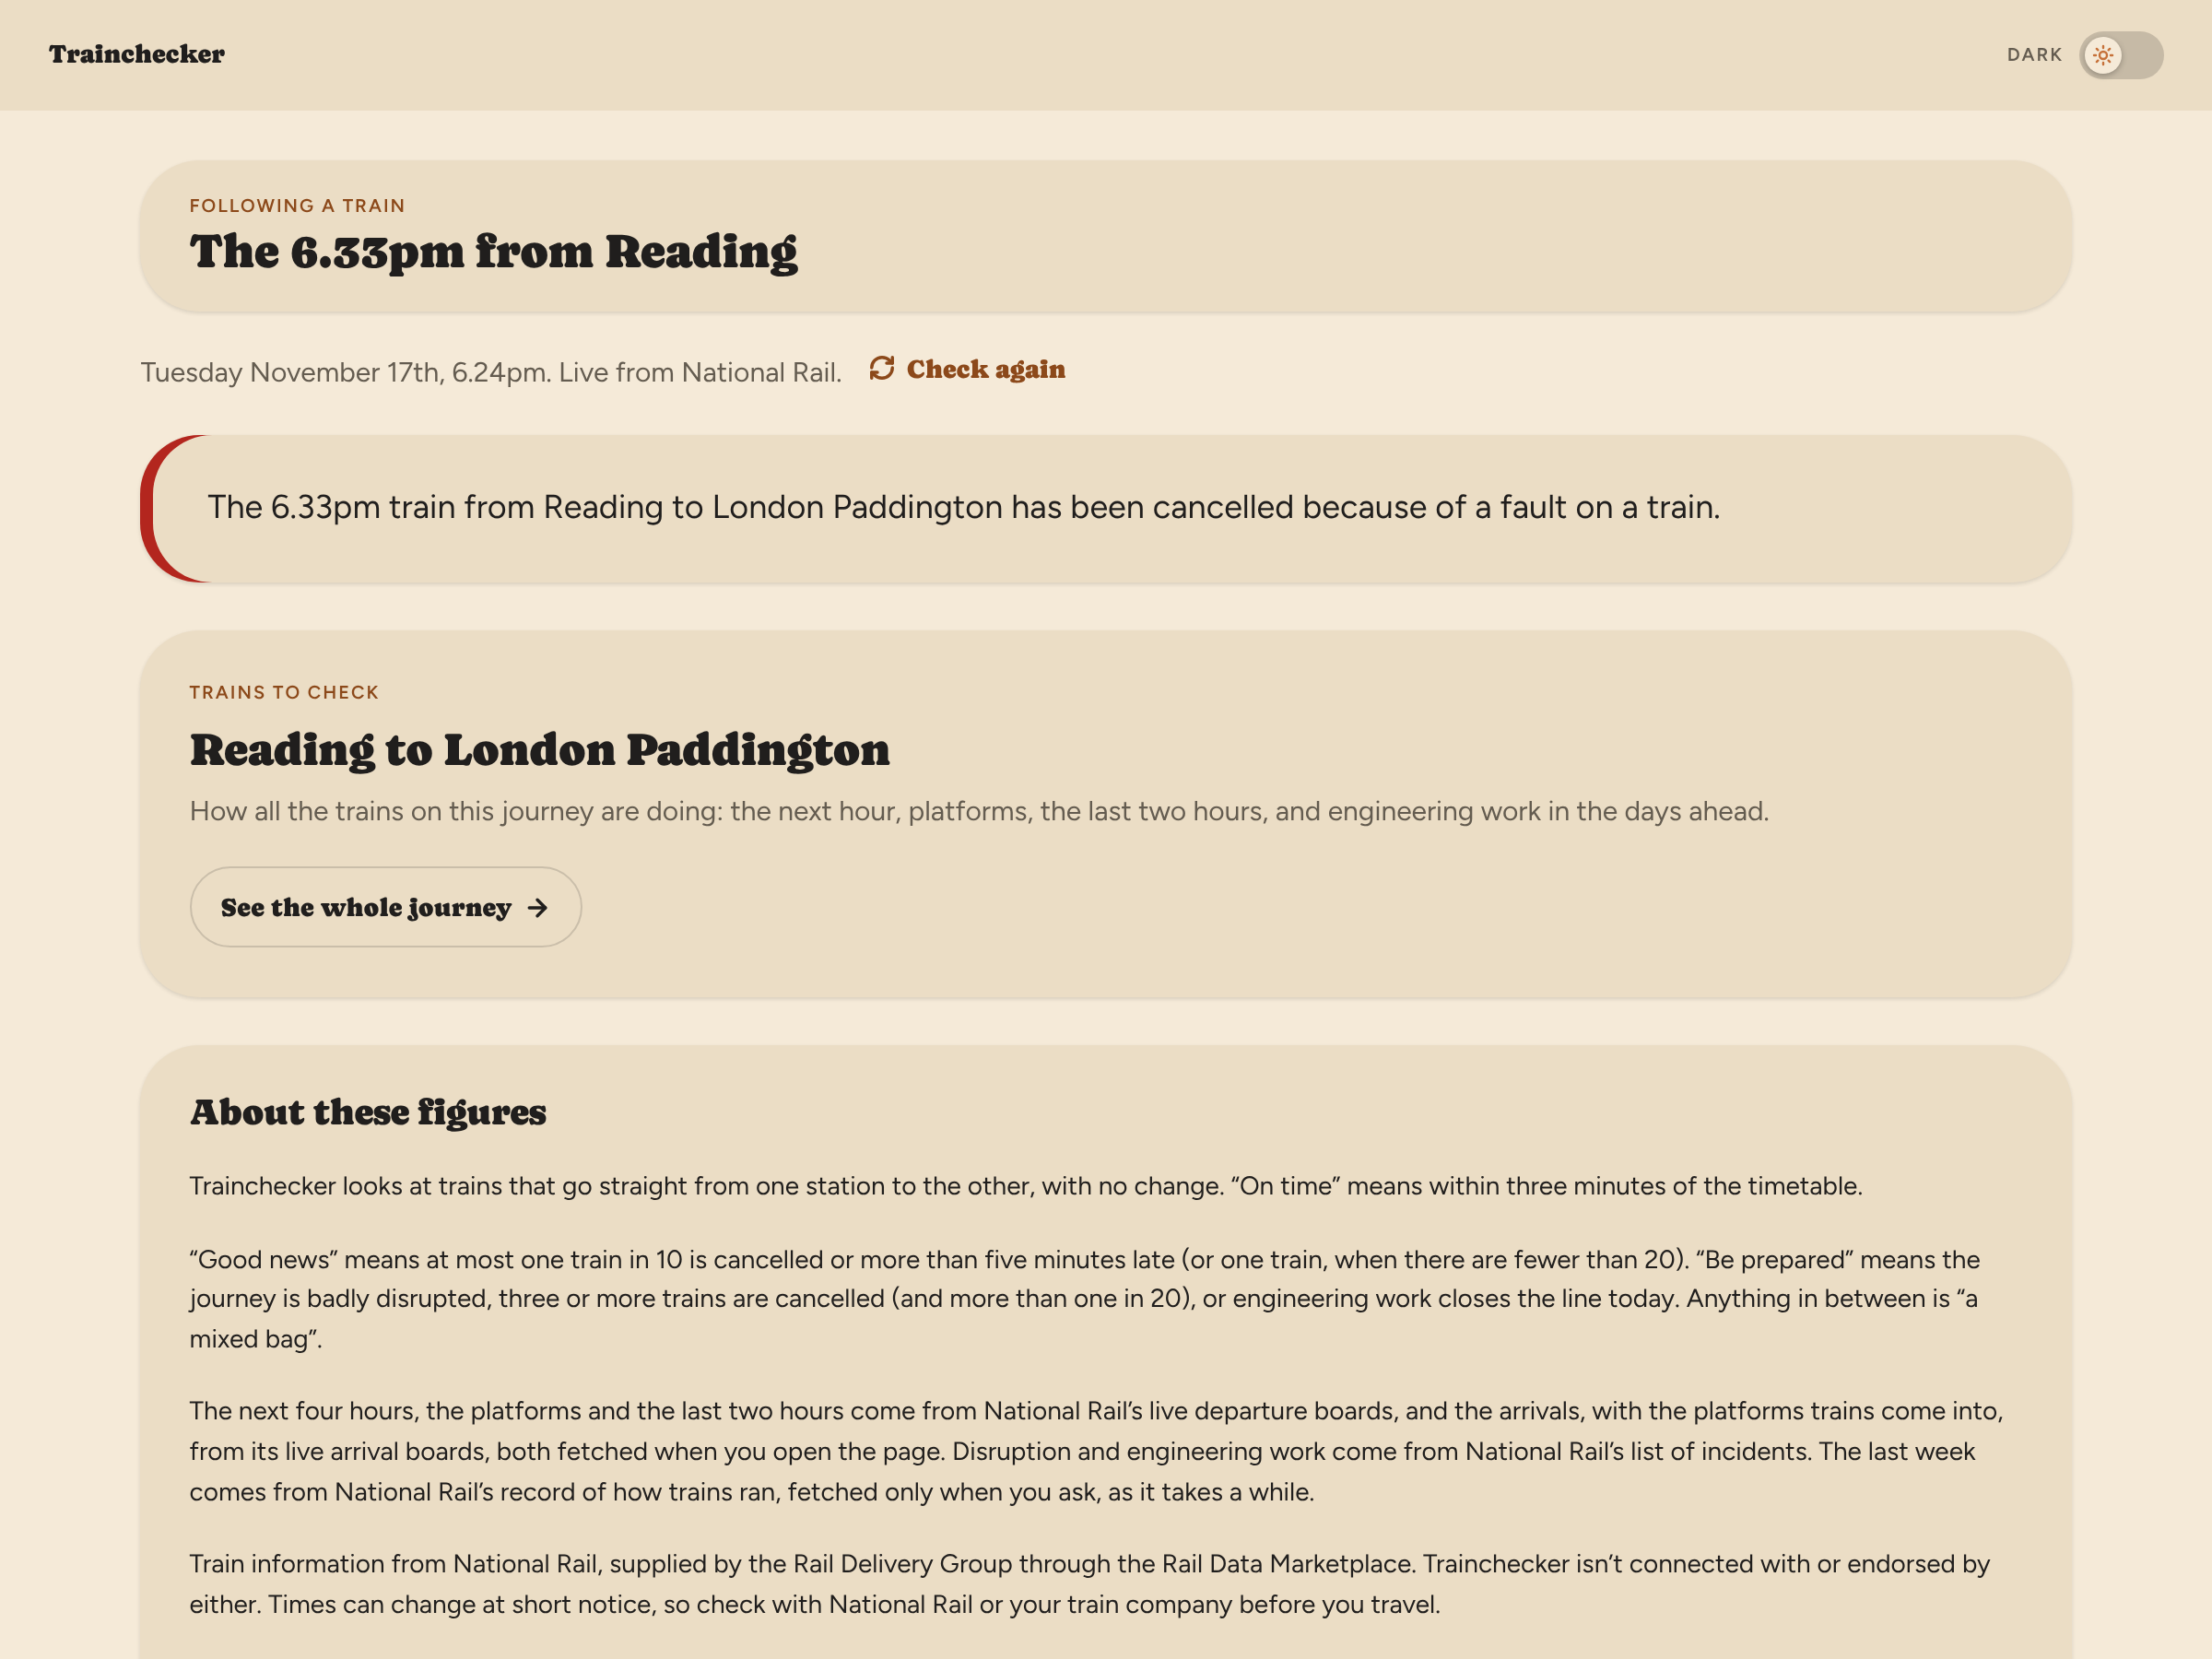 Trainchecker
DARK
FOLLOWING A TRAIN
The 6.33pm from Reading
Tuesday November 17th, 6.24pm. Live from National Rail.
Check again
The 6.33pm train from Reading to London Paddington has been cancelled because of a fault on a train.
TRAINS TO CHECK
Reading to London Paddington
How all the trains on this journey are doing: the next hour, platforms, the last two hours, and engineering work in the days ahead.
See the whole journey →
About these figures
Trainchecker looks at trains that go straight from one station to the other, with no change. “On time” means within three minutes of the timetable.
“Good news” means at most one train in 10 is cancelled or more than five minutes late (or one train, when there are fewer than 20). “Be prepared” means the
journey is badly disrupted, three or more trains are cancelled (and more than one in 20), or engineering work closes the line today. Anything in between is “a
mixed bag”.
The next four hours, the platforms and the last two hours come from National Rail’s live departure boards, and the arrivals, with the platforms trains come into,
from its live arrival boards, both fetched when you open the page. Disruption and engineering work come from National Rail’s list of incidents. The last week
comes from National Rail’s record of how trains ran, fetched only when you ask, as it takes a while.
Train information from National Rail, supplied by the Rail Delivery Group through the Rail Data Marketplace. Trainchecker isn’t connected with or endorsed by
either. Times can change at short notice, so check with National Rail or your train company before you travel.